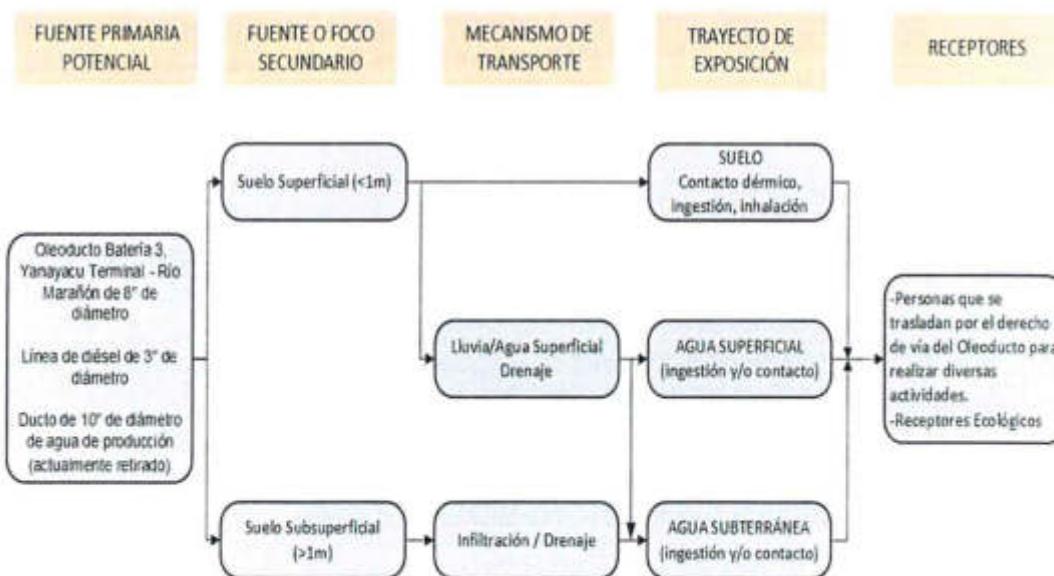 FUENTE PRIMARIA
POTENCIAL
FUENTE O FOCO
SECUNDARIO
MECANISMO DE
TRANSPORTE
TRAYECTO DE
EXPOSICIÓN
RECEPTORES
Oleoducto Batería 3,
Yanayacu Terminal - Río
Marañón de 8" de
diámetro
Línea de diésel de 3" de
diámetro
Ducto de 10" de diámetro
de agua de producción
(actualmente retirado)
Suelo Superficial (<1m)
Suelo Subsuperficial
(>1m)
Lluvia/Agua Superficial
Drenaje
Infiltración / Drenaje
SUELO
Contacto dérmico,
ingestión, inhalación
AGUA SUPERFICIAL
(ingestión y/o contacto)
AGUA SUBTERRÁNEA
(ingestión y/o contacto)
-Personas que se
trasladan por el derecho
de vía del Oleoducto para
realizar diversas
actividades.
-Receptores Ecológicos